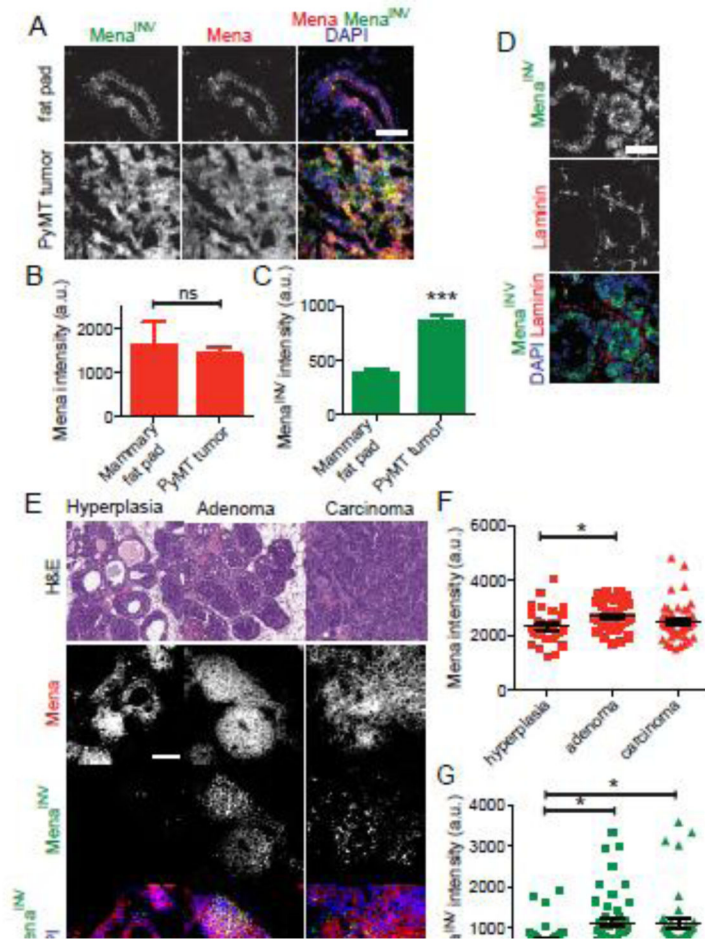 A
Mena^INV
Mena
Mena Mena^INV
DAPI
fat pad
PyMT tumor
B
Mena intensity (a.u.)
2000
1000
0
ns
Mammary
fat pad
PyMT tumor
C
Mena^INV intensity (a.u.)
1000
500
0
***
Mammary
fat pad
PyMT tumor
D
Mena^INV
Laminin
Mena^INV
DAPI Laminin
E
Hyperplasia
Adenoma
Carcinoma
H&E
Mena
Mena^INV
F
Mena intensity (a.u.)
6000
4000
2000
0
*
hyperplasia
adenoma
carcinoma
G
intensity (a.u.)
4000
3000
2000
1000
*
*